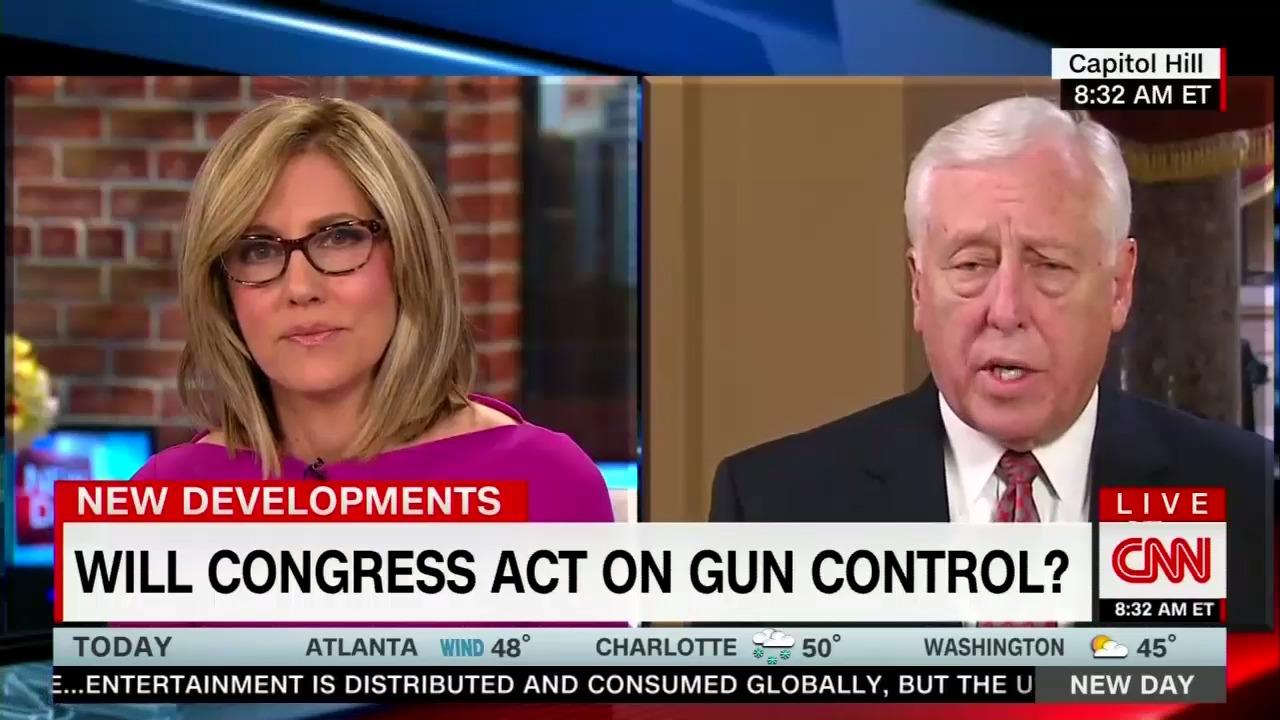 Capitol Hill
8:32 AM ET
NEW DEVELOPMENTS
WILL CONGRESS ACT ON GUN CONTROL?
LIVE
CNN
8:32 AM ET
TODAY ATLANTA WIND 48° CHARLOTTE 50° WASHINGTON 45°
E...ENTERTAINMENT IS DISTRIBUTED AND CONSUMED GLOBALLY, BUT THE U
NEW DAY